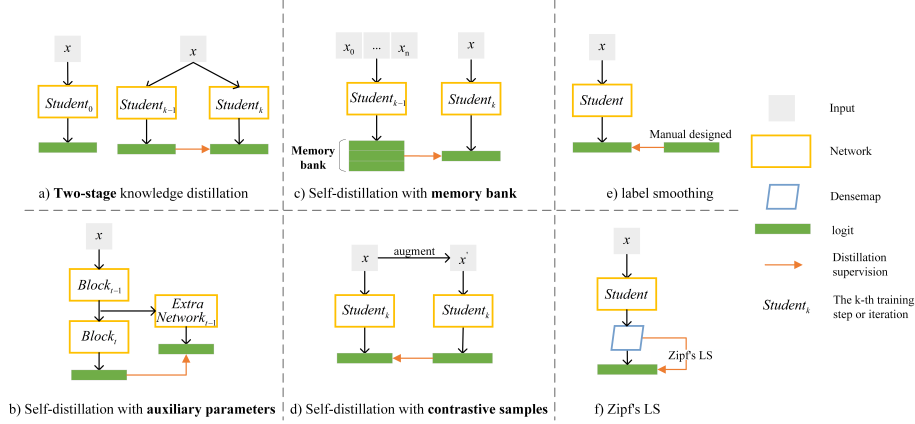 x
Student0
x
Studentk−1
Studentk
a) Two-stage knowledge distillation
x0 ... xn
x
Studentk−1
Studentk
Memory
bank
c) Self-distillation with memory bank
x
Student
Manual designed
e) label smoothing
x
Blockt−1
Extra
Networkt−1
Blockt
b) Self-distillation with auxiliary parameters
x
augment
x'
Studentk
Studentk
d) Self-distillation with contrastive samples
x
Student
Zipf's LS
f) Zipf's LS
Input
Network
Densemap
logit
Distillation
supervision
Studentk
The k-th training
step or iteration